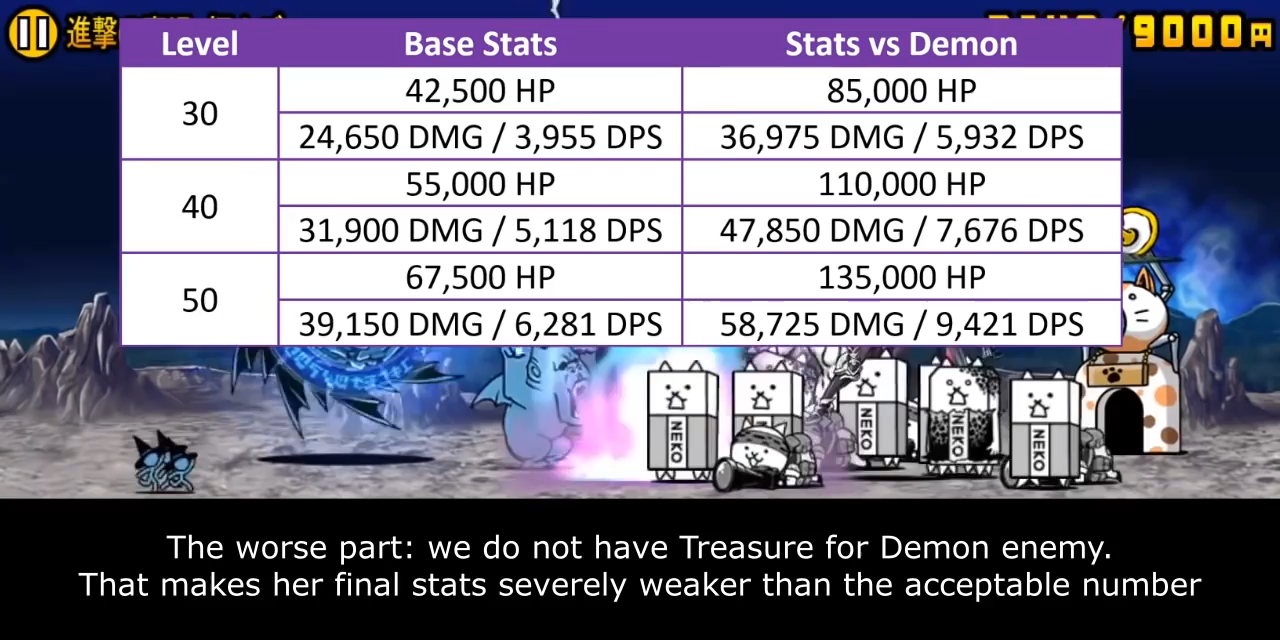 進撃
9000円
Level Base Stats Stats vs Demon
30 42,500 HP 85,000 HP
24,650 DMG / 3,955 DPS 36,975 DMG / 5,932 DPS
40 55,000 HP 110,000 HP
31,900 DMG / 5,118 DPS 47,850 DMG / 7,676 DPS
50 67,500 HP 135,000 HP
39,150 DMG / 6,281 DPS 58,725 DMG / 9,421 DPS
NEKO
NEKO
NEKO
NEKO
The worse part: we do not have Treasure for Demon enemy.
That makes her final stats severely weaker than the acceptable number